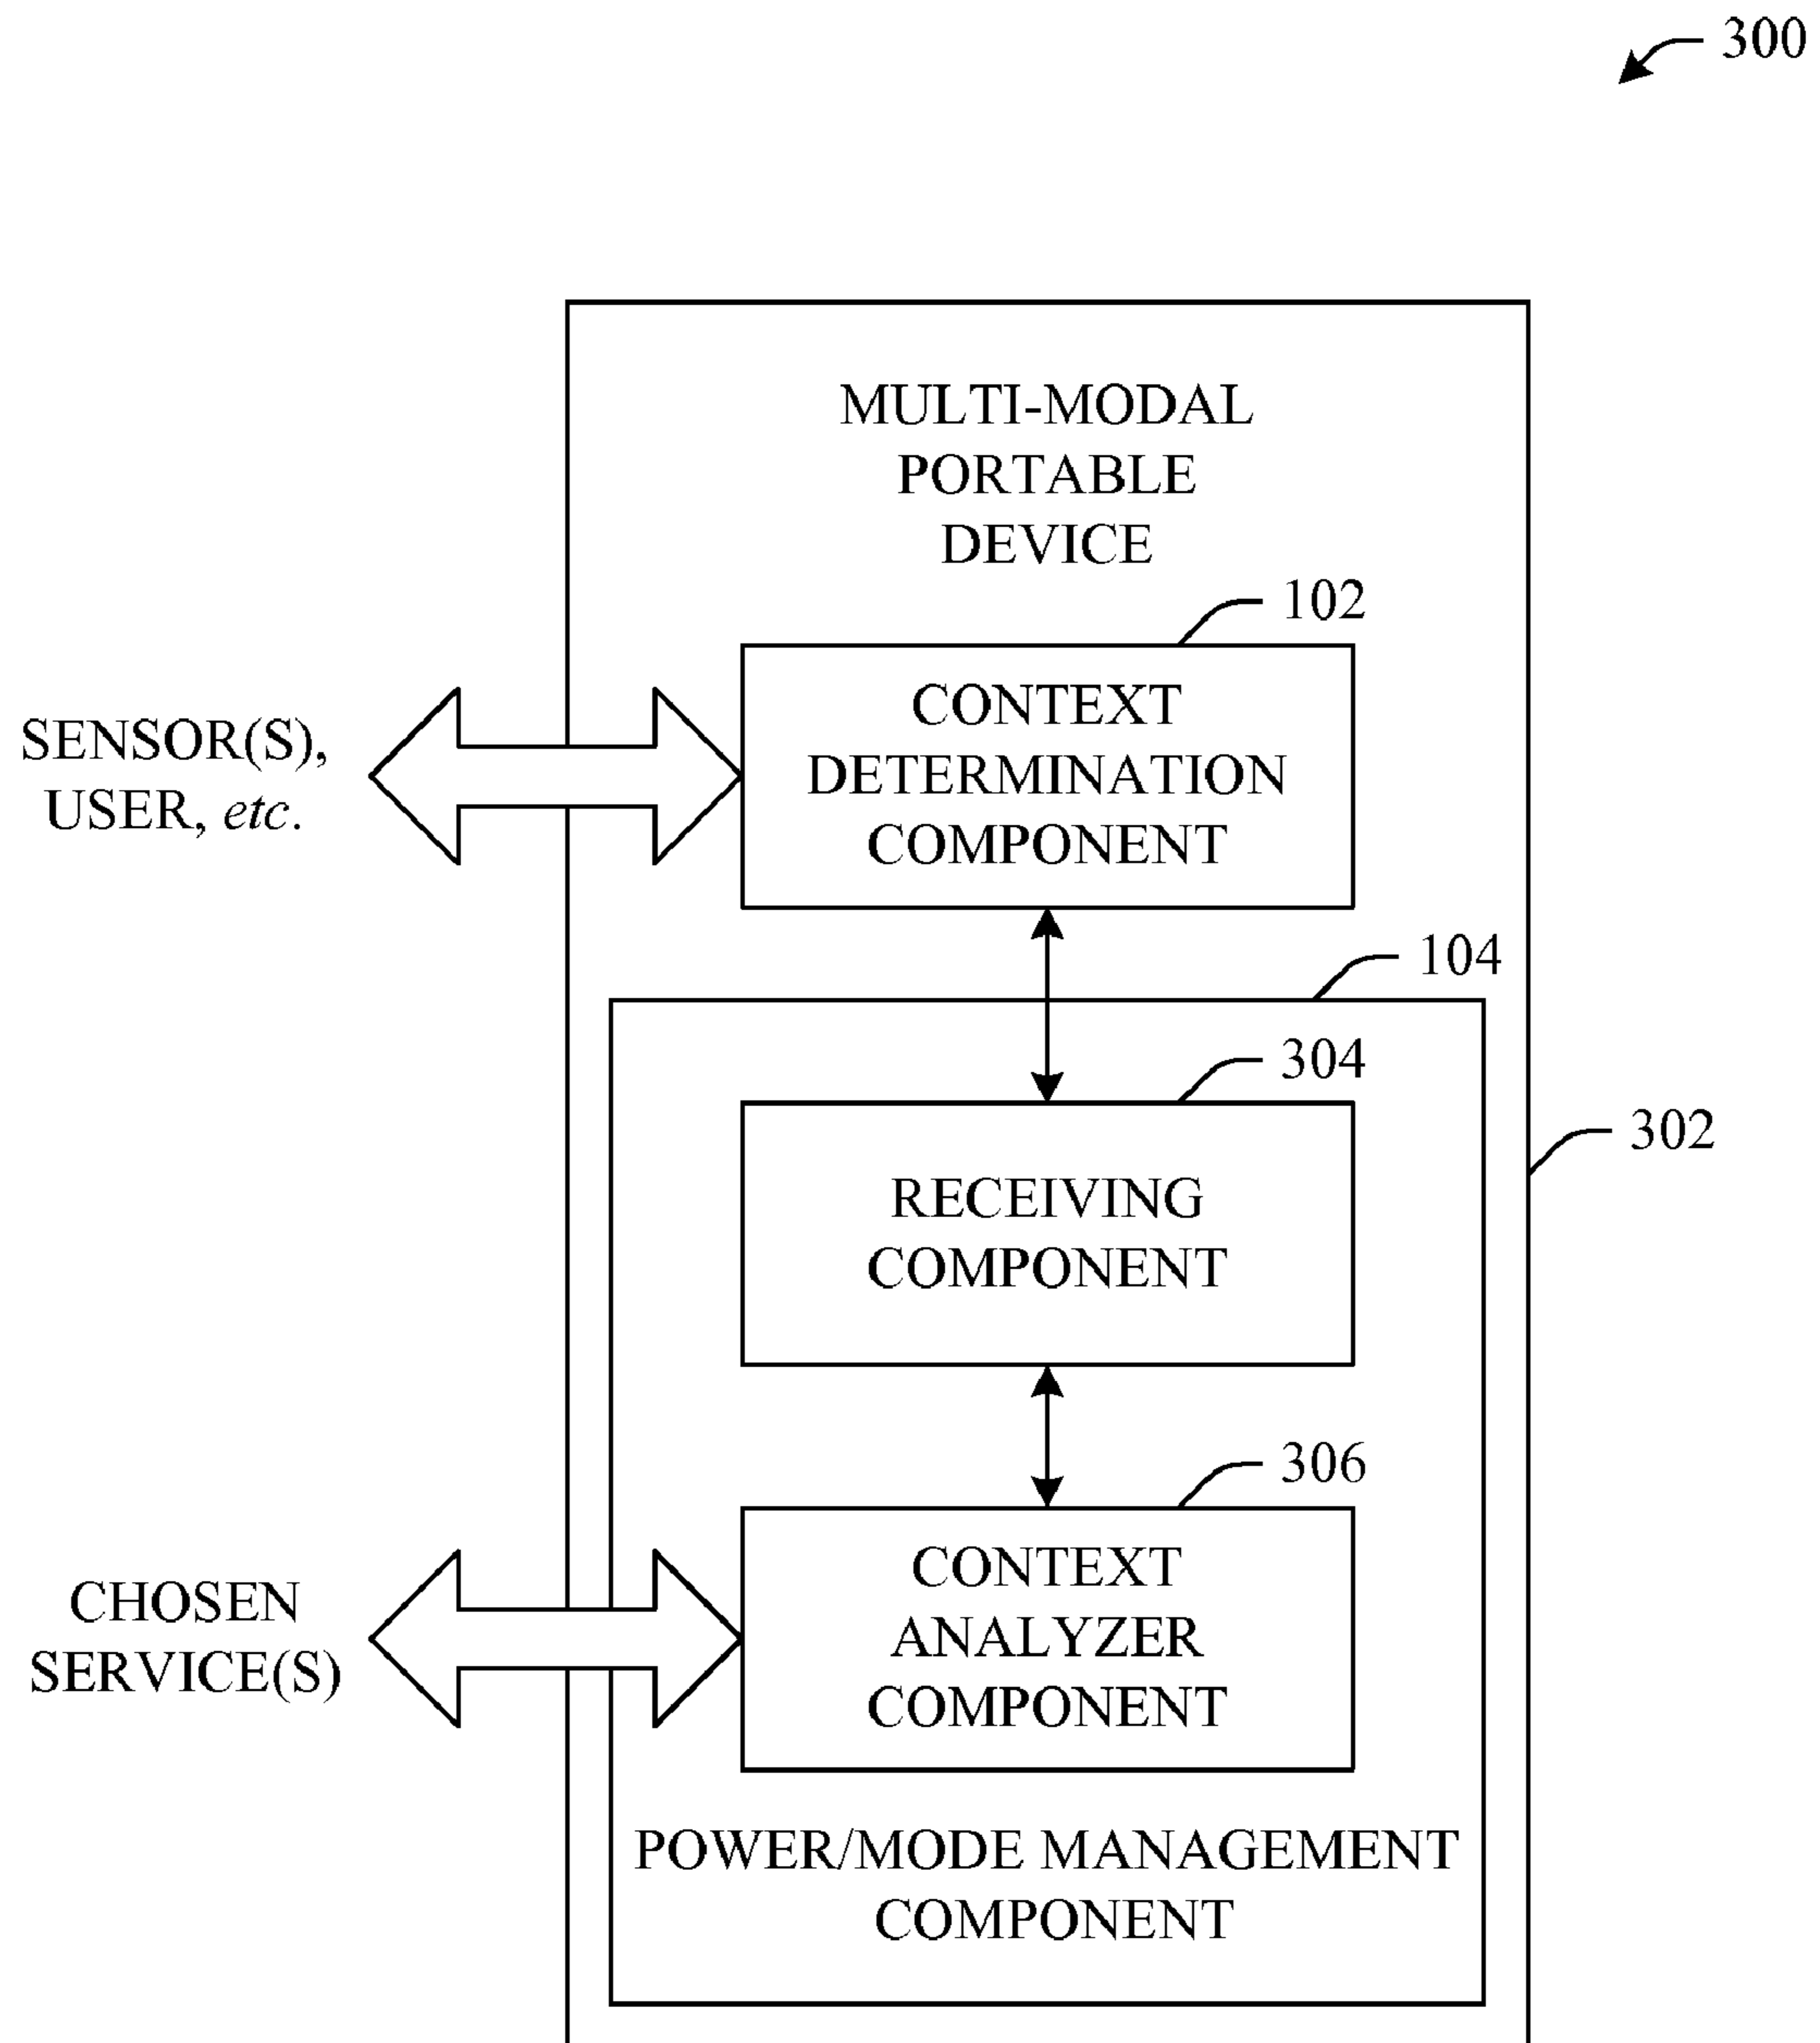 300
MULTI-MODAL
PORTABLE
DEVICE
102
CONTEXT
DETERMINATION
COMPONENT
SENSOR(S),
USER, etc.
104
304
RECEIVING
COMPONENT
302
306
CONTEXT
ANALYZER
COMPONENT
CHOSEN
SERVICE(S)
POWER/MODE MANAGEMENT
COMPONENT